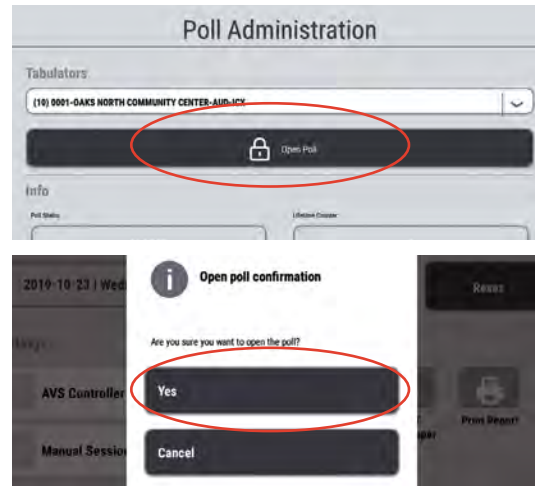 Poll Administration
Tabulators
(10) 0001-OAKS NORTH COMMUNITY CENTER-AUD-ICX
Open Poll
Info
Poll Status
Lifetime Counter
2019-10-23 | Wed
Open poll confirmation
Reset
Are you sure you want to open the poll?
AVS Controller
Yes
Print Report
Manual Session
Cancel